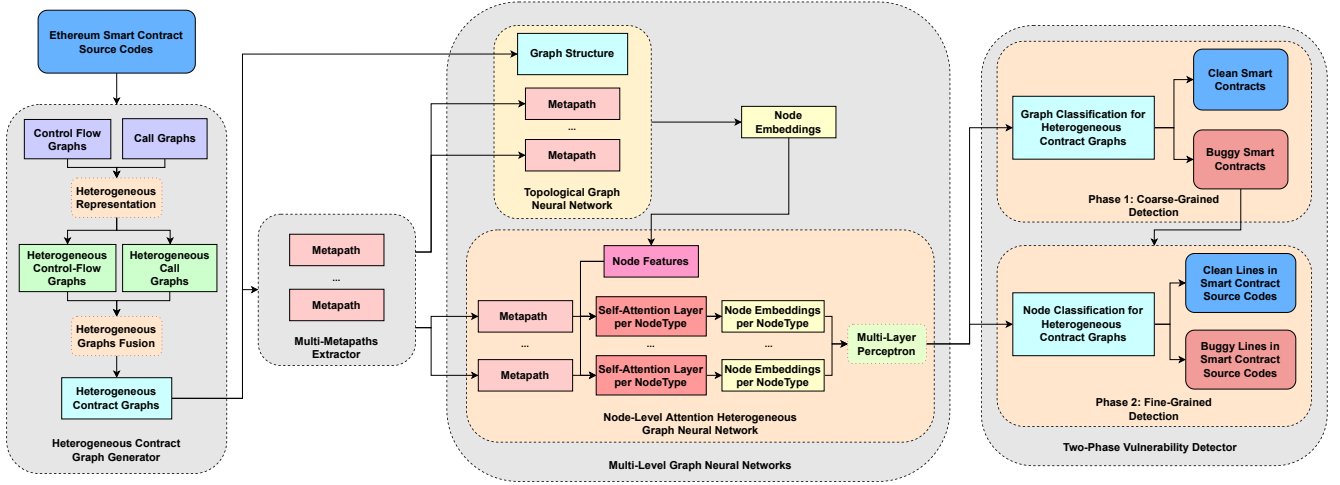 Ethereum Smart Contract
Source Codes
Control Flow
Graphs
Call Graphs
Heterogeneous
Representation
Heterogeneous
Control-Flow
Graphs
Heterogeneous
Call
Graphs
Heterogeneous
Graphs Fusion
Heterogeneous
Contract Graphs
Heterogeneous Contract
Graph Generator
Metapath
...
Metapath
Multi-Metapaths
Extractor
Graph Structure
Metapath
...
Metapath
Topological Graph
Neural Network
Node
Embeddings
Node Features
Metapath
...
Metapath
Self-Attention Layer
per NodeType
...
Self-Attention Layer
per NodeType
Node Embeddings
per NodeType
...
Node Embeddings
per NodeType
Multi-Layer
Perceptron
Node-Level Attention Heterogeneous
Graph Neural Network
Multi-Level Graph Neural Networks
Graph Classification for
Heterogeneous
Contract Graphs
Clean Smart
Contracts
Buggy Smart
Contracts
Phase 1: Coarse-Grained
Detection
Node Classification for
Heterogeneous
Contract Graphs
Clean Lines in
Smart Contract
Source Codes
Buggy Lines in
Smart Contract
Source Codes
Phase 2: Fine-Grained
Detection
Two-Phase Vulnerability Detector